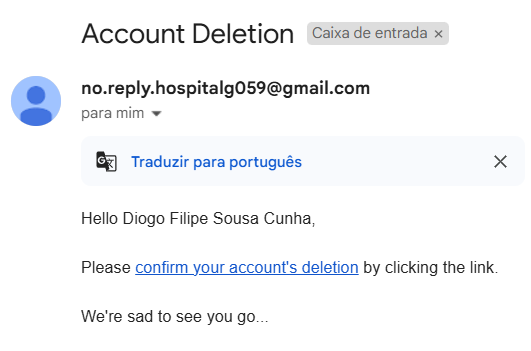 Account Deletion Caixa de entrada ×
no.reply.hospitalg059@gmail.com
para mim
Traduzir para português
Hello Diogo Filipe Sousa Cunha,
Please confirm your account's deletion by clicking the link.
We're sad to see you go...